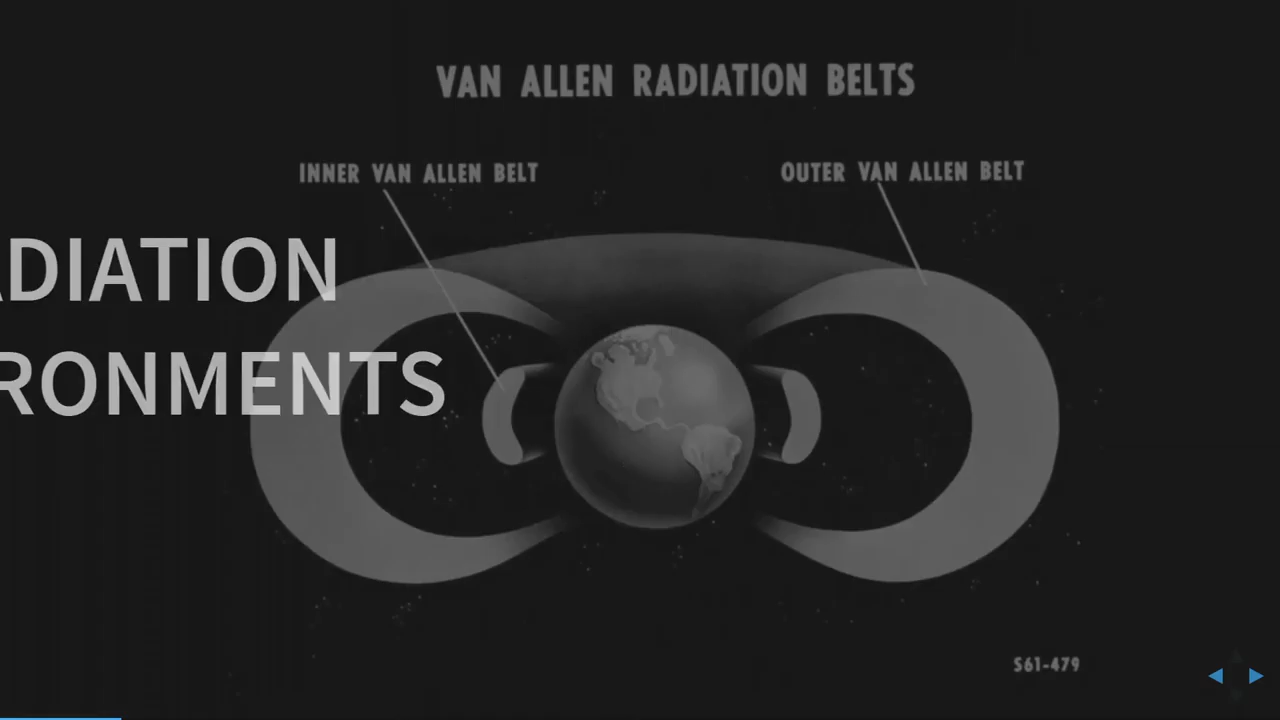 VAN ALLEN RADIATION BELTS
INNER VAN ALLEN BELT
OUTER VAN ALLEN BELT
ADIATION
RONMENTS
S61-479